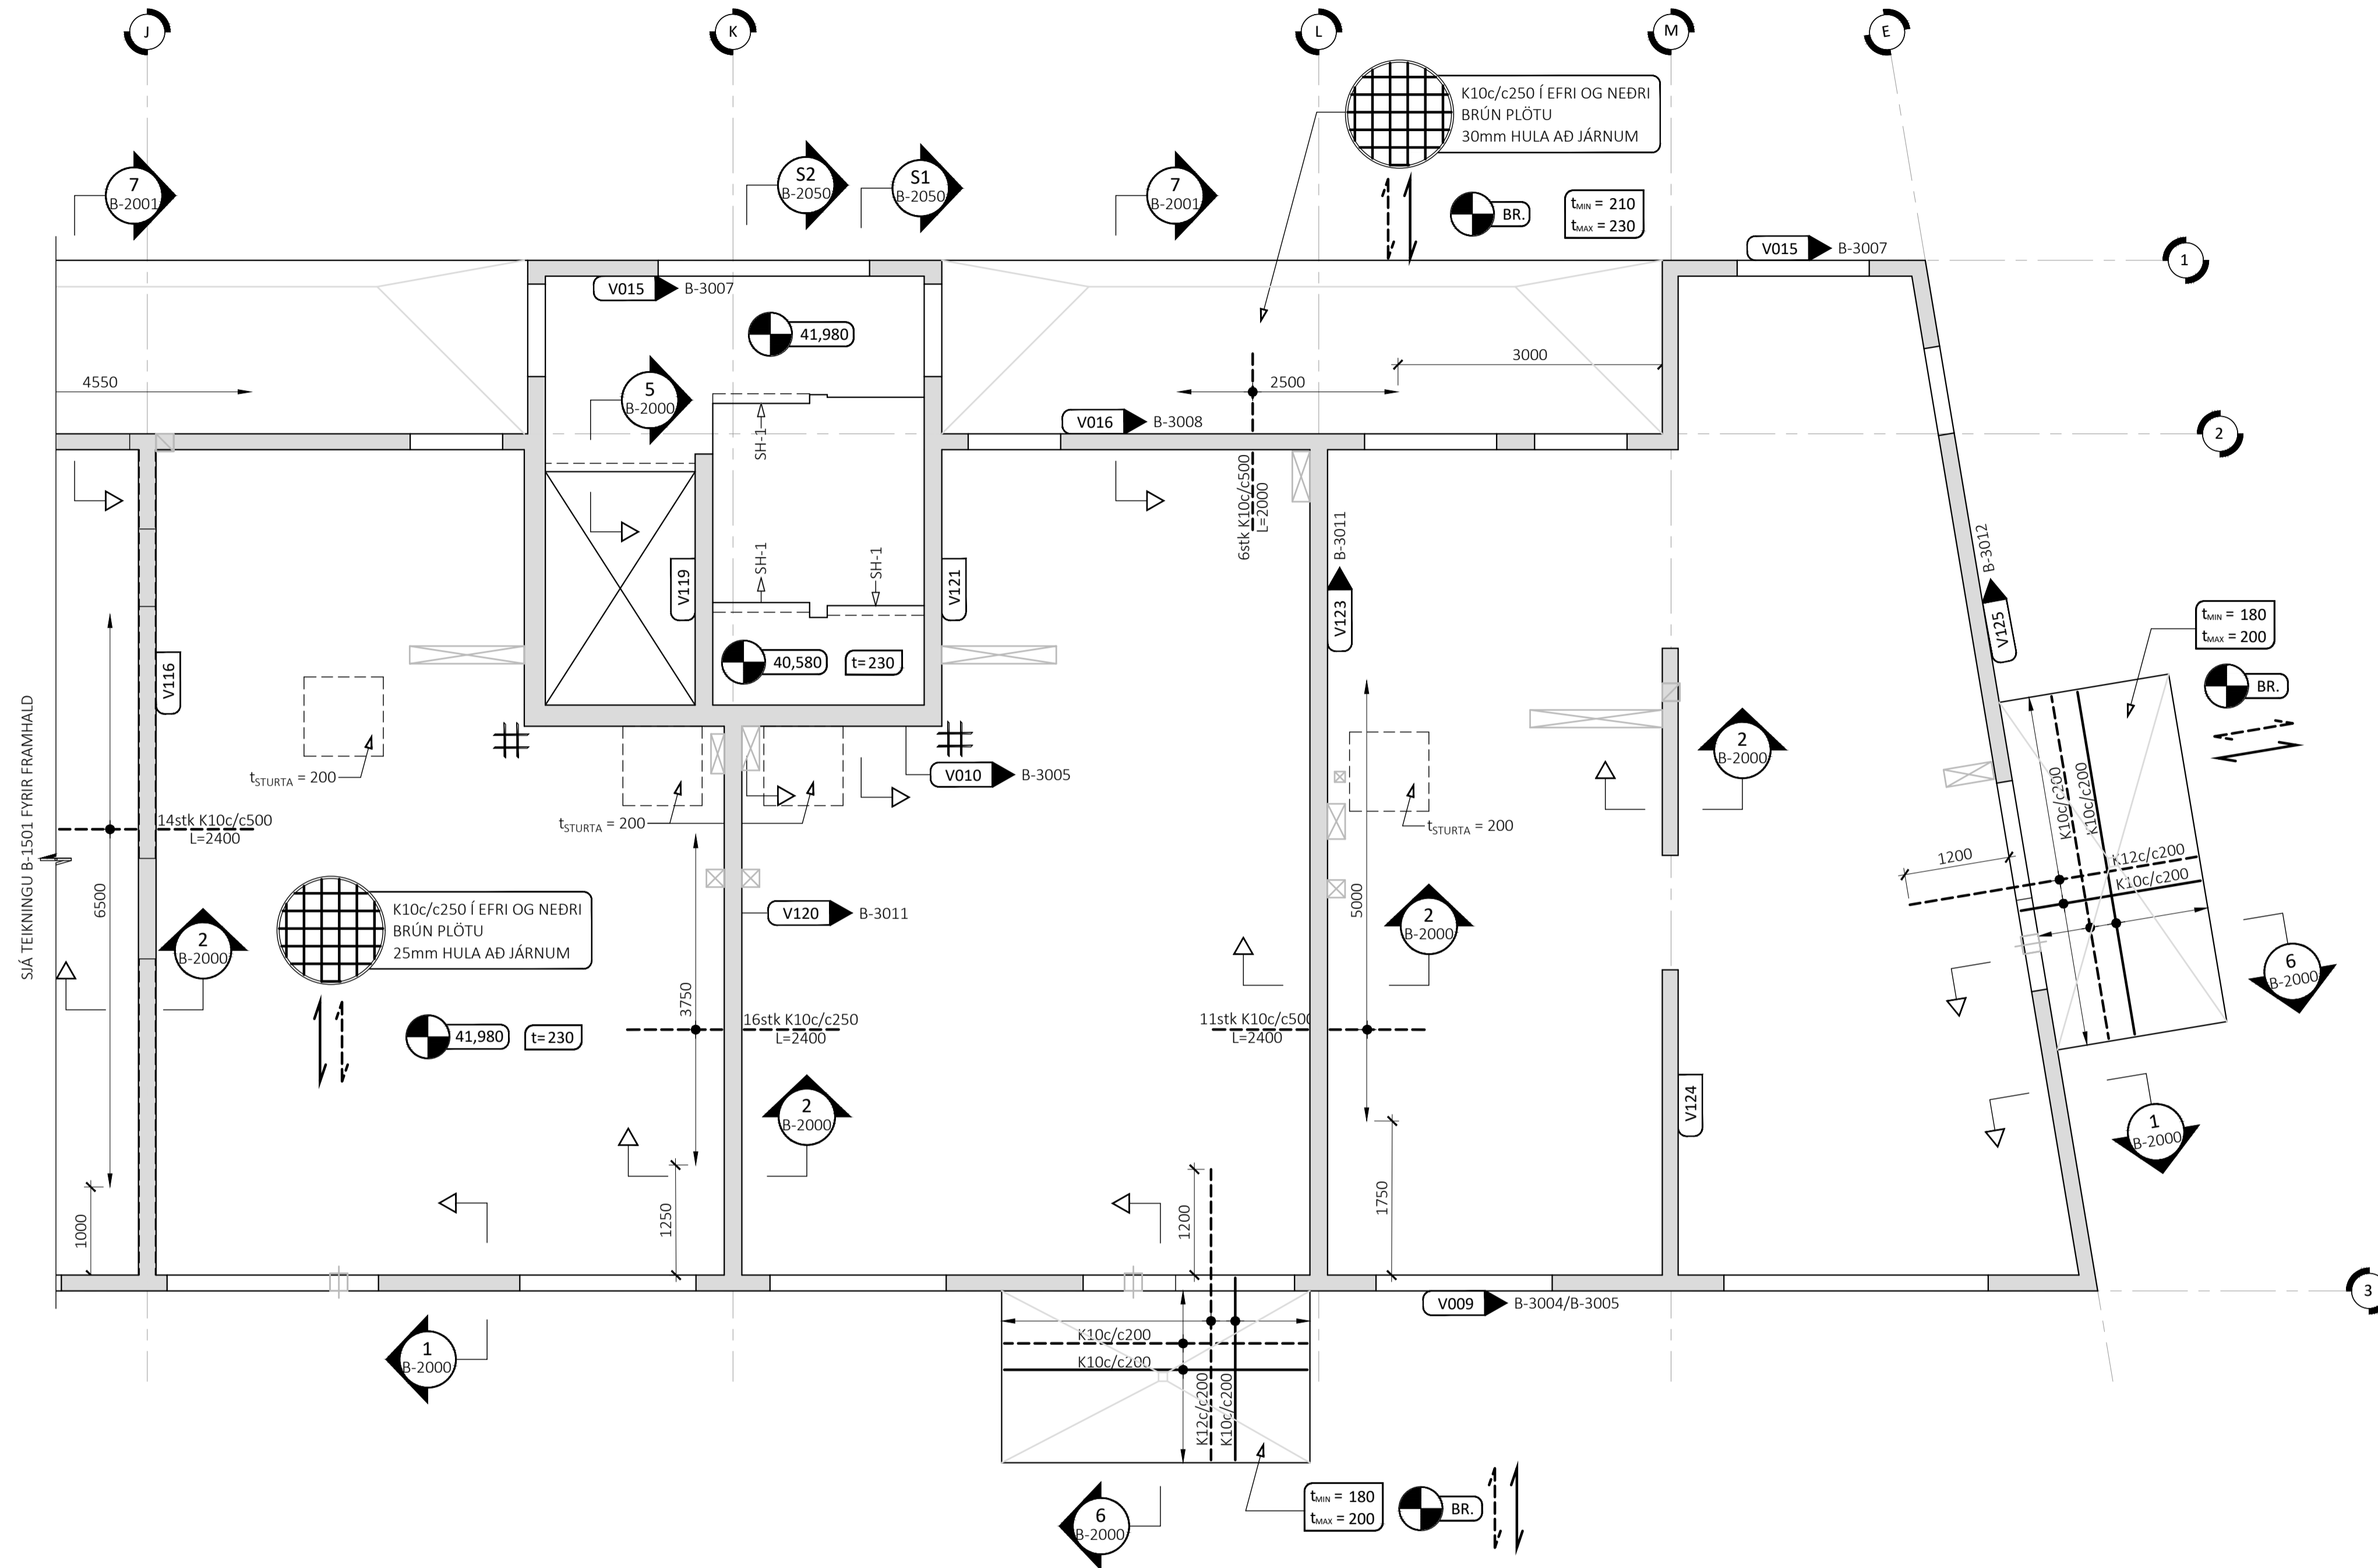 J
K
L
M
E
K10c/c250 Í EFRI OG NEÐRI
BRÚN PLÖTU
30mm HULA AÐ JÁRNUM
7
B-2001
S2
B-2050
S1
B-2050
7
B-2001
BR.
tMIN = 210
tMAX = 230
V015
B-3007
1
V015
B-3007
41,980
4550
5
B-2000
2500
3000
V016
B-3008
2
SH-1
6stk K10c/c500
L=2000
B-3011
V123
B-3012
V125
SH-1
SH-1
V119
V121
tMIN = 180
tMAX = 200
BR.
V116
40,580
t=230
SJÁ TEIKNINGU B-1501 FYRIR FRAMHALD
tSTURTA = 200
V010
B-3005
2
B-2000
tSTURTA = 200
tSTURTA = 200
14stk K10c/c500
L=2400
K10c/c200
K10c/c200
K12c/c200
K10c/c200
1200
6500
K10c/c250 Í EFRI OG NEÐRI
BRÚN PLÖTU
25mm HULA AÐ JÁRNUM
V120
B-3011
5000
2
B-2000
2
B-2000
6
B-2000
3750
16stk K10c/c250
L=2400
11stk K10c/c500
L=2400
41,980
t=230
2
B-2000
V124
1
B-2000
1000
1250
1200
1750
3
V009
B-3004/B-3005
1
B-2000
K10c/c200
K10c/c200
K12c/c200
K10c/c200
tMIN = 180
tMAX = 200
BR.
6
B-2000